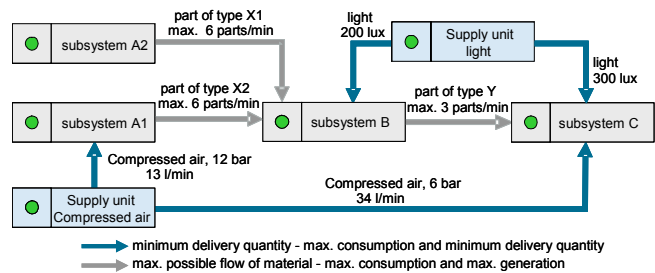 part of type X1
max. 6 parts/min
light
200 lux
subsystem A2
Supply unit
light
light
300 lux
part of type X2
max. 6 parts/min
part of type Y
max. 3 parts/min
subsystem A1
subsystem B
subsystem C
Compressed air, 12 bar
13 l/min
Compressed air, 6 bar
34 l/min
Supply unit
Compressed air
minimum delivery quantity - max. consumption and minimum delivery quantity
max. possible flow of material - max. consumption and max. generation